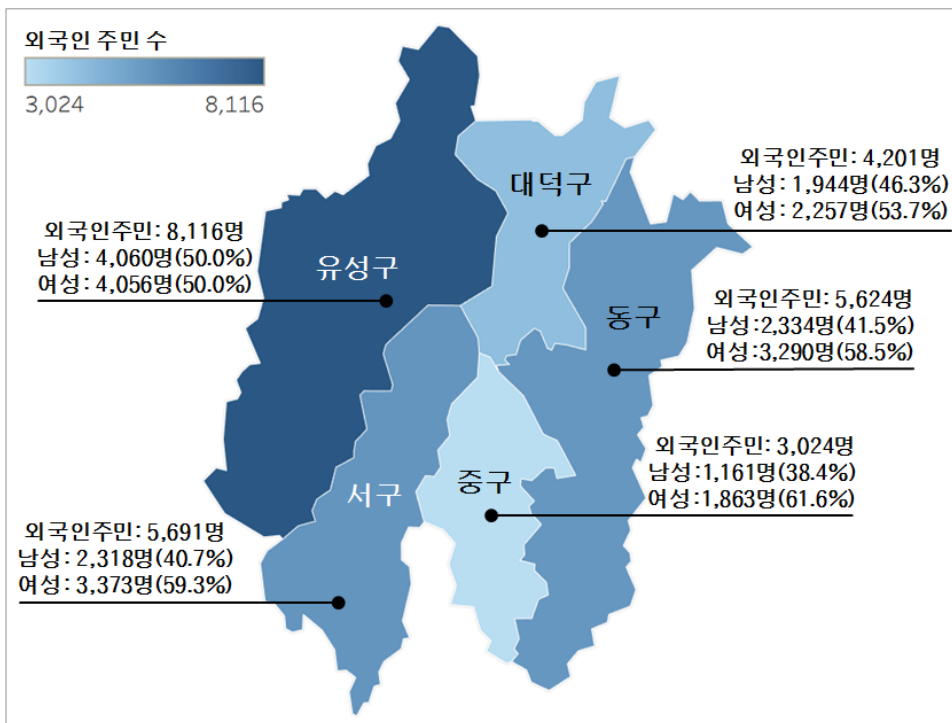 외국인 주민 수
3,024 8,116
대덕구
외국인주민: 4,201명
남성: 1,944명(46.3%)
여성: 2,257명(53.7%)
외국인주민: 8,116명
남성: 4,060명(50.0%)
여성: 4,056명(50.0%)
유성구
동구
외국인주민: 5,624명
남성:2,334명(41.5%)
여성:3,290명(58.5%)
서구
중구
외국인주민: 3,024명
남성:1,161명(38.4%)
여성:1,863명(61.6%)
외국인주민: 5,691명
남성: 2,318명(40.7%)
여성: 3,373명(59.3%)